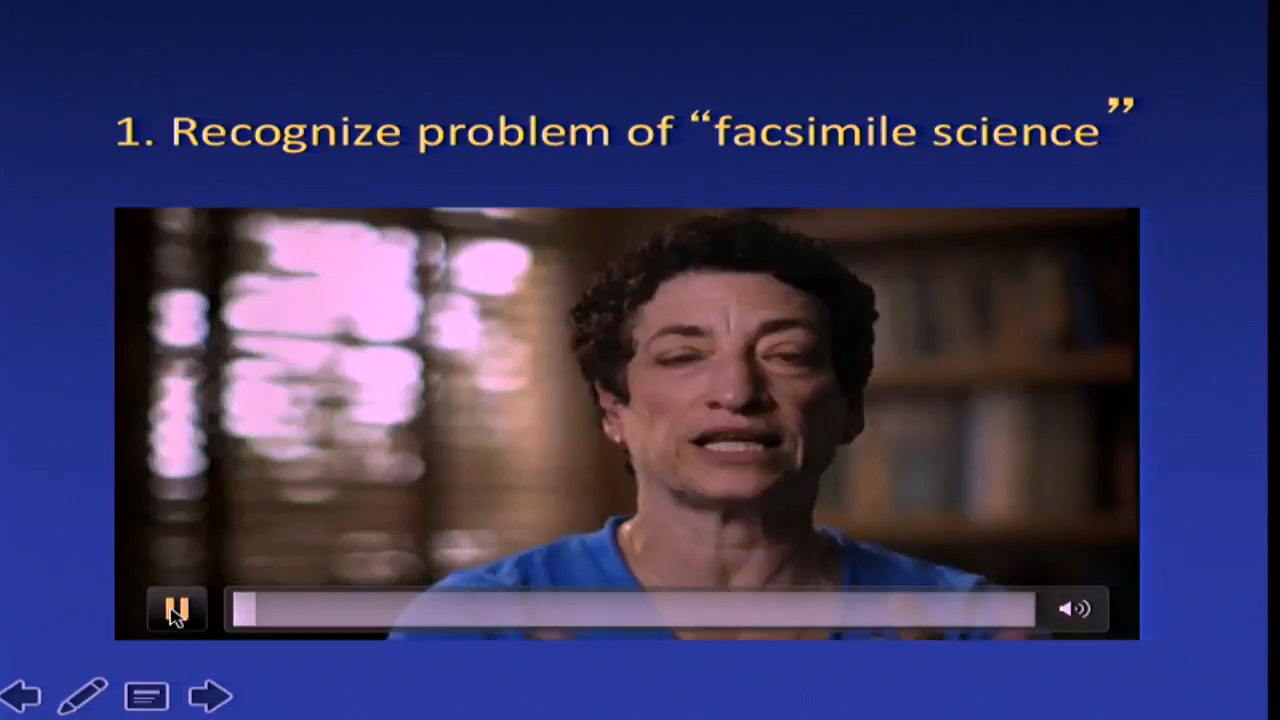 1. Recognize problem of “facsimile science”